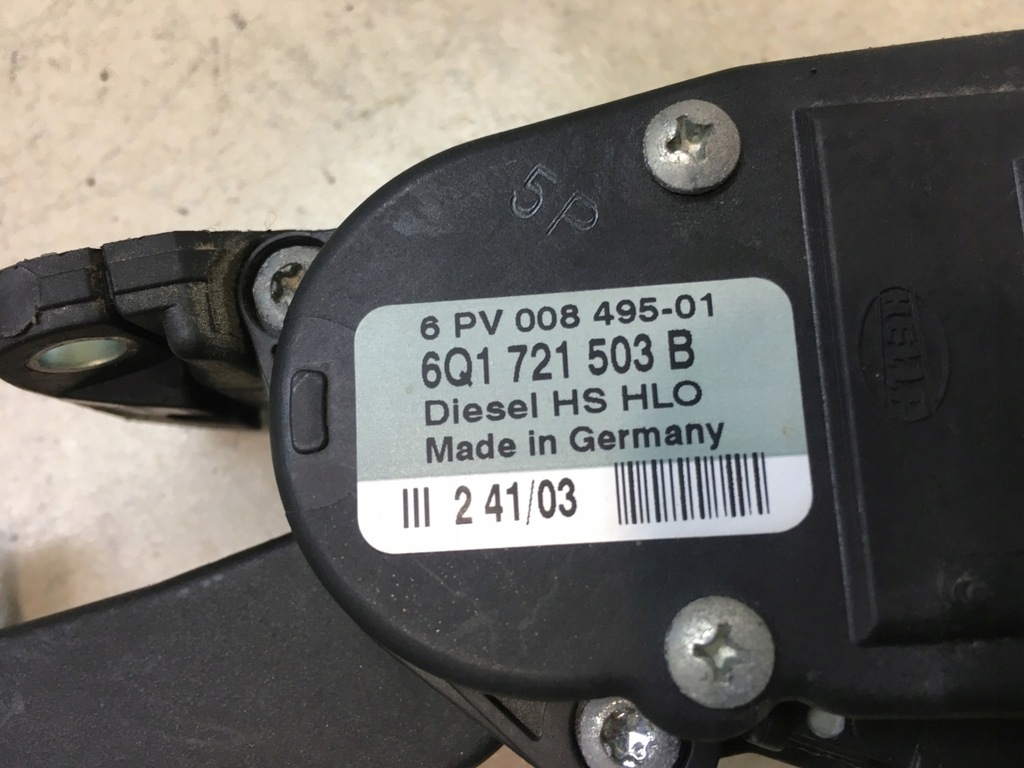 5P
6 PV 008 495-01
6Q1 721 503 B
Diesel HS HLO
Made in Germany
III 2 41/03
HELLA